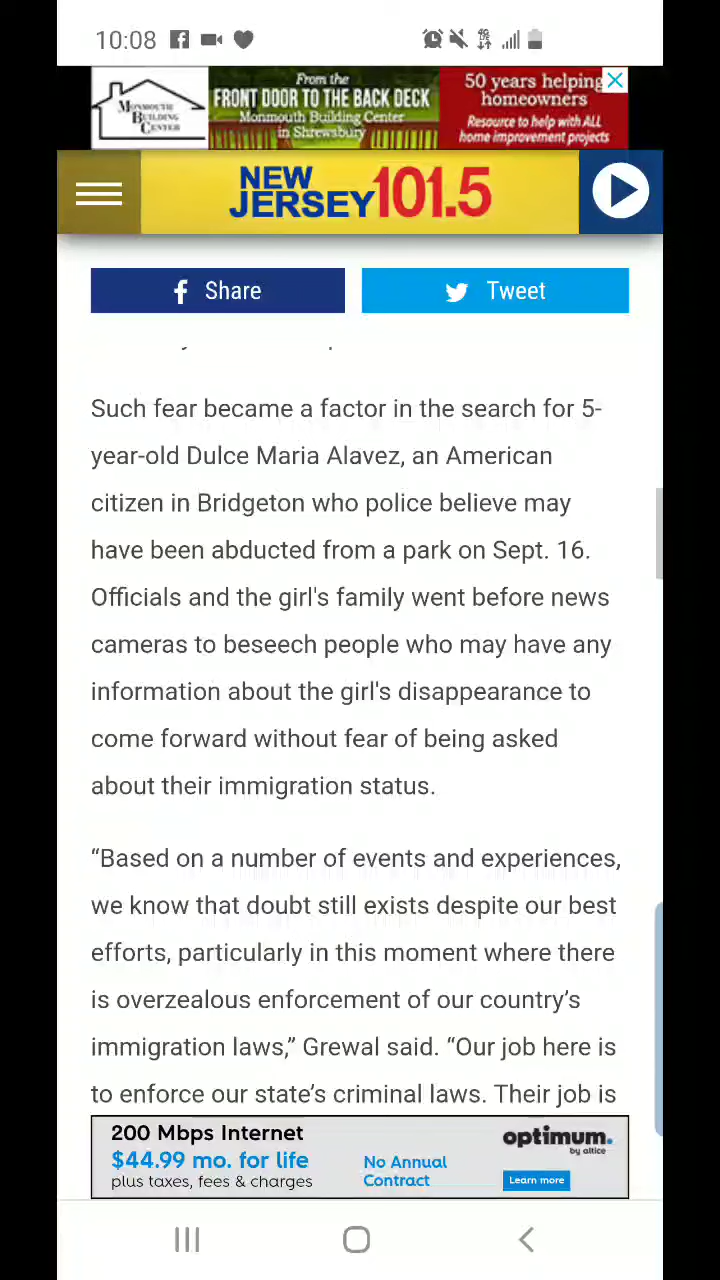 10:08
MONMOUTH
BUILDING
CENTER
From the
FRONT DOOR TO THE BACK DECK
Monmouth Building Center
in Shrewsbury
50 years helping
homeowners
Resource to help with ALL
home improvement projects
NEW
JERSEY 101.5
Share
Tweet
Such fear became a factor in the search for 5-
year-old Dulce Maria Alavez, an American
citizen in Bridgeton who police believe may
have been abducted from a park on Sept. 16.
Officials and the girl's family went before news
cameras to beseech people who may have any
information about the girl's disappearance to
come forward without fear of being asked
about their immigration status.
“Based on a number of events and experiences,
we know that doubt still exists despite our best
efforts, particularly in this moment where there
is overzealous enforcement of our country’s
immigration laws,” Grewal said. “Our job here is
to enforce our state’s criminal laws. Their job is
200 Mbps Internet
$44.99 mo. for life
plus taxes, fees & charges
No Annual
Contract
optimum.
by altice
Learn more